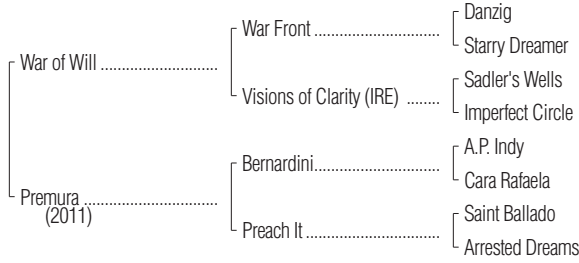 Danzig
War Front
Starry Dreamer
War of Will
Sadler's Wells
Visions of Clarity (IRE)
Imperfect Circle
A.P. Indy
Bernardini
Cara Rafaela
Premura
(2011)
Saint Ballado
Preach It
Arrested Dreams